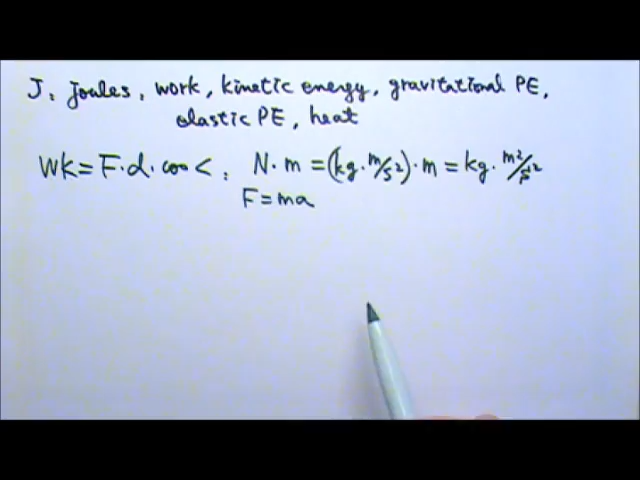 J, joules, work, kinetic energy, gravitational PE,
elastic PE, heat
Wk = F·d·cos<, N·m = (kg·m/s²)·m = kg·m²/s²
F = ma